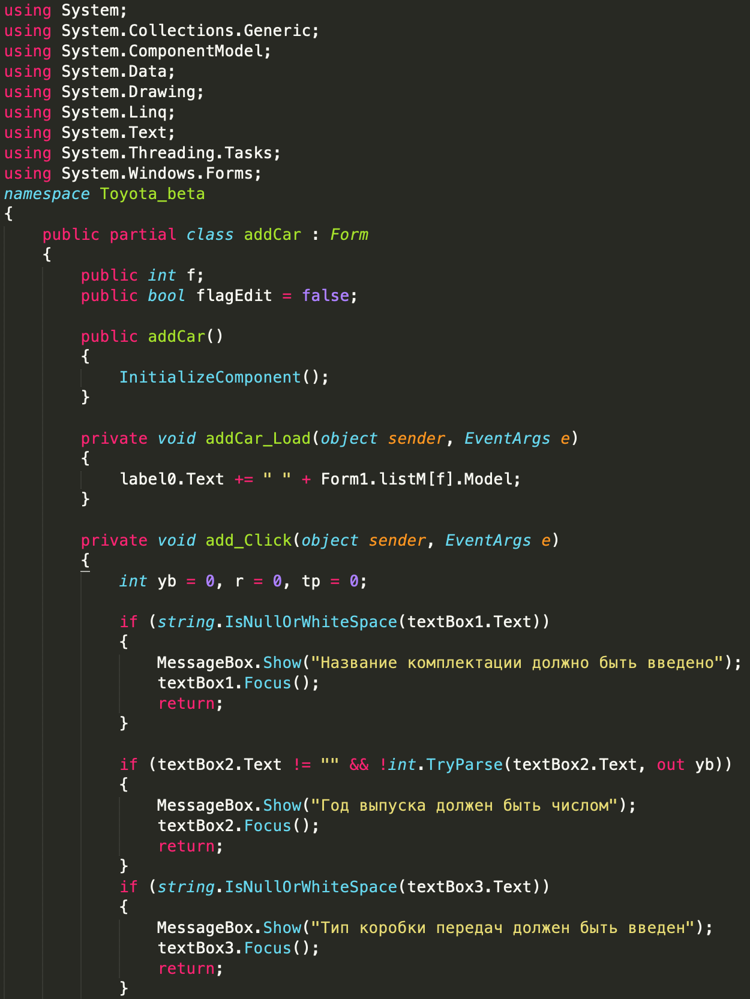 using System;
using System.Collections.Generic;
using System.ComponentModel;
using System.Data;
using System.Drawing;
using System.Linq;
using System.Text;
using System.Threading.Tasks;
using System.Windows.Forms;
namespace Toyota_beta
{
    public partial class addCar : Form
    {
        public int f;
        public bool flagEdit = false;

        public addCar()
        {
            InitializeComponent();
        }

        private void addCar_Load(object sender, EventArgs e)
        {
            label0.Text += " " + Form1.listM[f].Model;
        }

        private void add_Click(object sender, EventArgs e)
        {
            int yb = 0, r = 0, tp = 0;

            if (string.IsNullOrWhiteSpace(textBox1.Text))
            {
                MessageBox.Show("Название комплектации должно быть введено");
                textBox1.Focus();
                return;
            }

            if (textBox2.Text != "" && !int.TryParse(textBox2.Text, out yb))
            {
                MessageBox.Show("Год выпуска должен быть числом");
                textBox2.Focus();
                return;
            }
            if (string.IsNullOrWhiteSpace(textBox3.Text))
            {
                MessageBox.Show("Тип коробки передач должен быть введен");
                textBox3.Focus();
                return;
            }